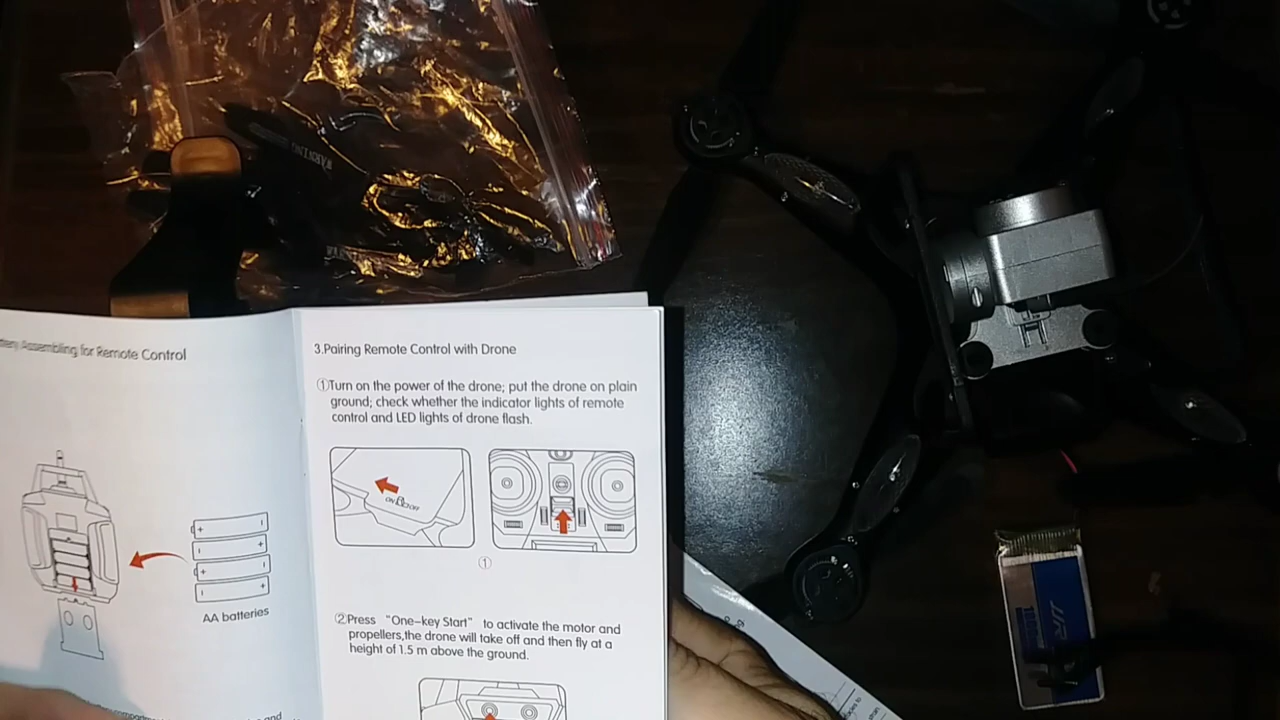 WARNING
Assembling for Remote Control
AA batteries
3.Pairing Remote Control with Drone
①Turn on the power of the drone; put the drone on plain
ground; check whether the indicator lights of remote
control and LED lights of drone flash.
ON OFF
①
②Press “One-key Start” to activate the motor and
propellers,the drone will take off and then fly at a
height of 1.5 m above the ground.